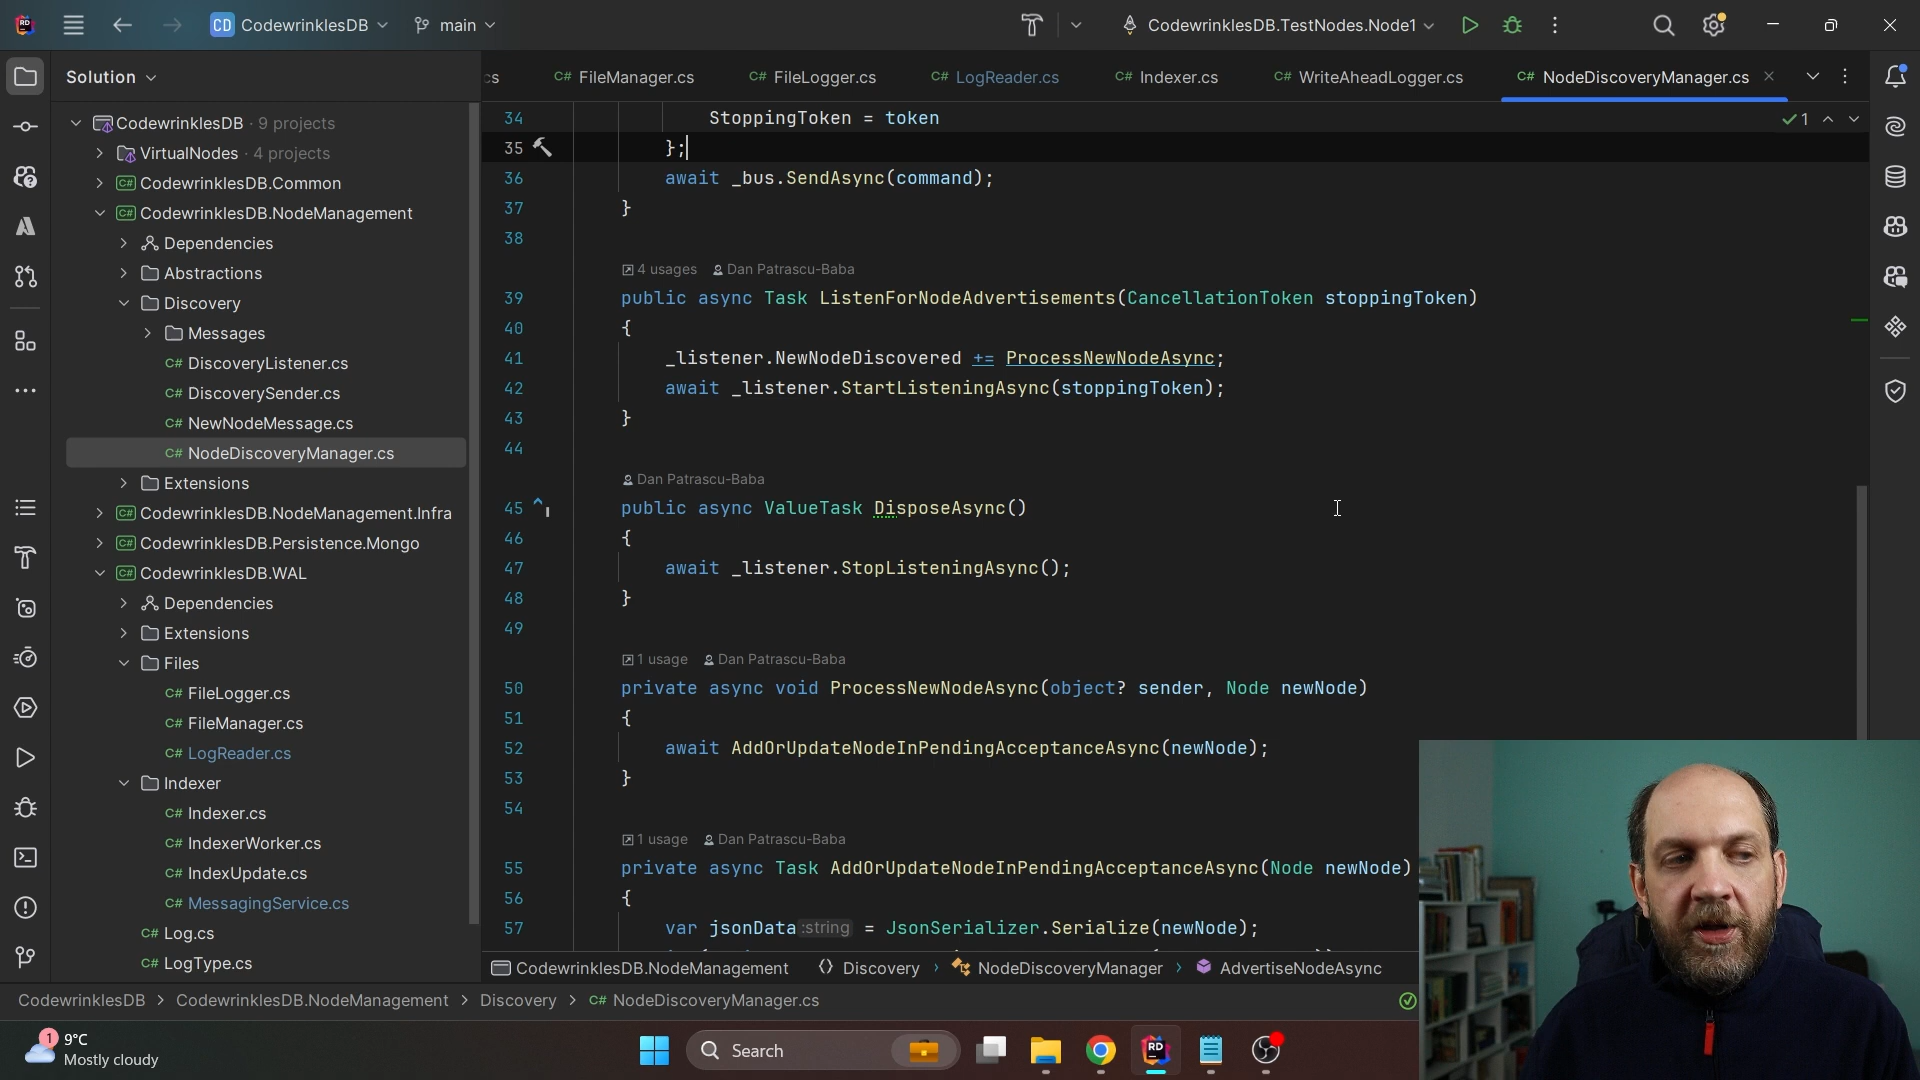 CD CodewrinklesDB
main
CodewrinklesDB.TestNodes.Node1
Solution
cs
C# FileManager.cs
C# FileLogger.cs
C# LogReader.cs
C# Indexer.cs
C# WriteAheadLogger.cs
C# NodeDiscoveryManager.cs
CodewrinklesDB · 9 projects
VirtualNodes · 4 projects
C# CodewrinklesDB.Common
C# CodewrinklesDB.NodeManagement
Dependencies
Abstractions
Discovery
Messages
C# DiscoveryListener.cs
C# DiscoverySender.cs
C# NewNodeMessage.cs
C# NodeDiscoveryManager.cs
Extensions
C# CodewrinklesDB.NodeManagement.Infra
C# CodewrinklesDB.Persistence.Mongo
C# CodewrinklesDB.WAL
Dependencies
Extensions
Files
C# FileLogger.cs
C# FileManager.cs
C# LogReader.cs
Indexer
C# Indexer.cs
C# IndexerWorker.cs
C# IndexUpdate.cs
C# MessagingService.cs
C# Log.cs
C# LogType.cs
34 StoppingToken = token
1
35 };
36 await _bus.SendAsync(command);
37 }
38
4 usages Dan Patrascu-Baba
39 public async Task ListenForNodeAdvertisements(CancellationToken stoppingToken)
40 {
41 _listener.NewNodeDiscovered += ProcessNewNodeAsync;
42 await _listener.StartListeningAsync(stoppingToken);
43 }
44
Dan Patrascu-Baba
45 public async ValueTask DisposeAsync()
46 {
47 await _listener.StopListeningAsync();
48 }
49
1 usage Dan Patrascu-Baba
50 private async void ProcessNewNodeAsync(object? sender, Node newNode)
51 {
52 await AddOrUpdateNodeInPendingAcceptanceAsync(newNode);
53 }
54
1 usage Dan Patrascu-Baba
55 private async Task AddOrUpdateNodeInPendingAcceptanceAsync(Node newNode)
56 {
57 var jsonData :string = JsonSerializer.Serialize(newNode);
CodewrinklesDB.NodeManagement
Discovery › NodeDiscoveryManager › AdvertiseNodeAsync
CodewrinklesDB > CodewrinklesDB.NodeManagement > Discovery > C# NodeDiscoveryManager.cs
1
9°C
Mostly cloudy
Search
RD